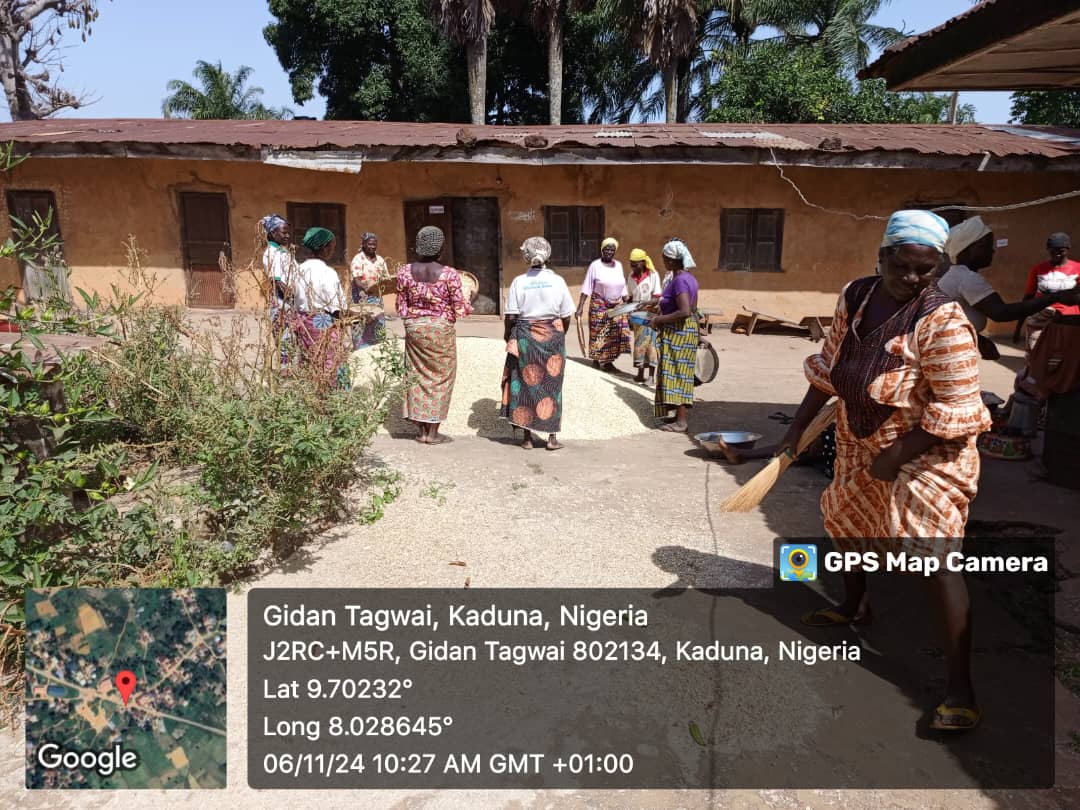 GPS Map Camera
Gidan Tagwai, Kaduna, Nigeria
J2RC+M5R, Gidan Tagwai 802134, Kaduna, Nigeria
Lat 9.70232°
Long 8.028645°
06/11/24 10:27 AM GMT +01:00
Google